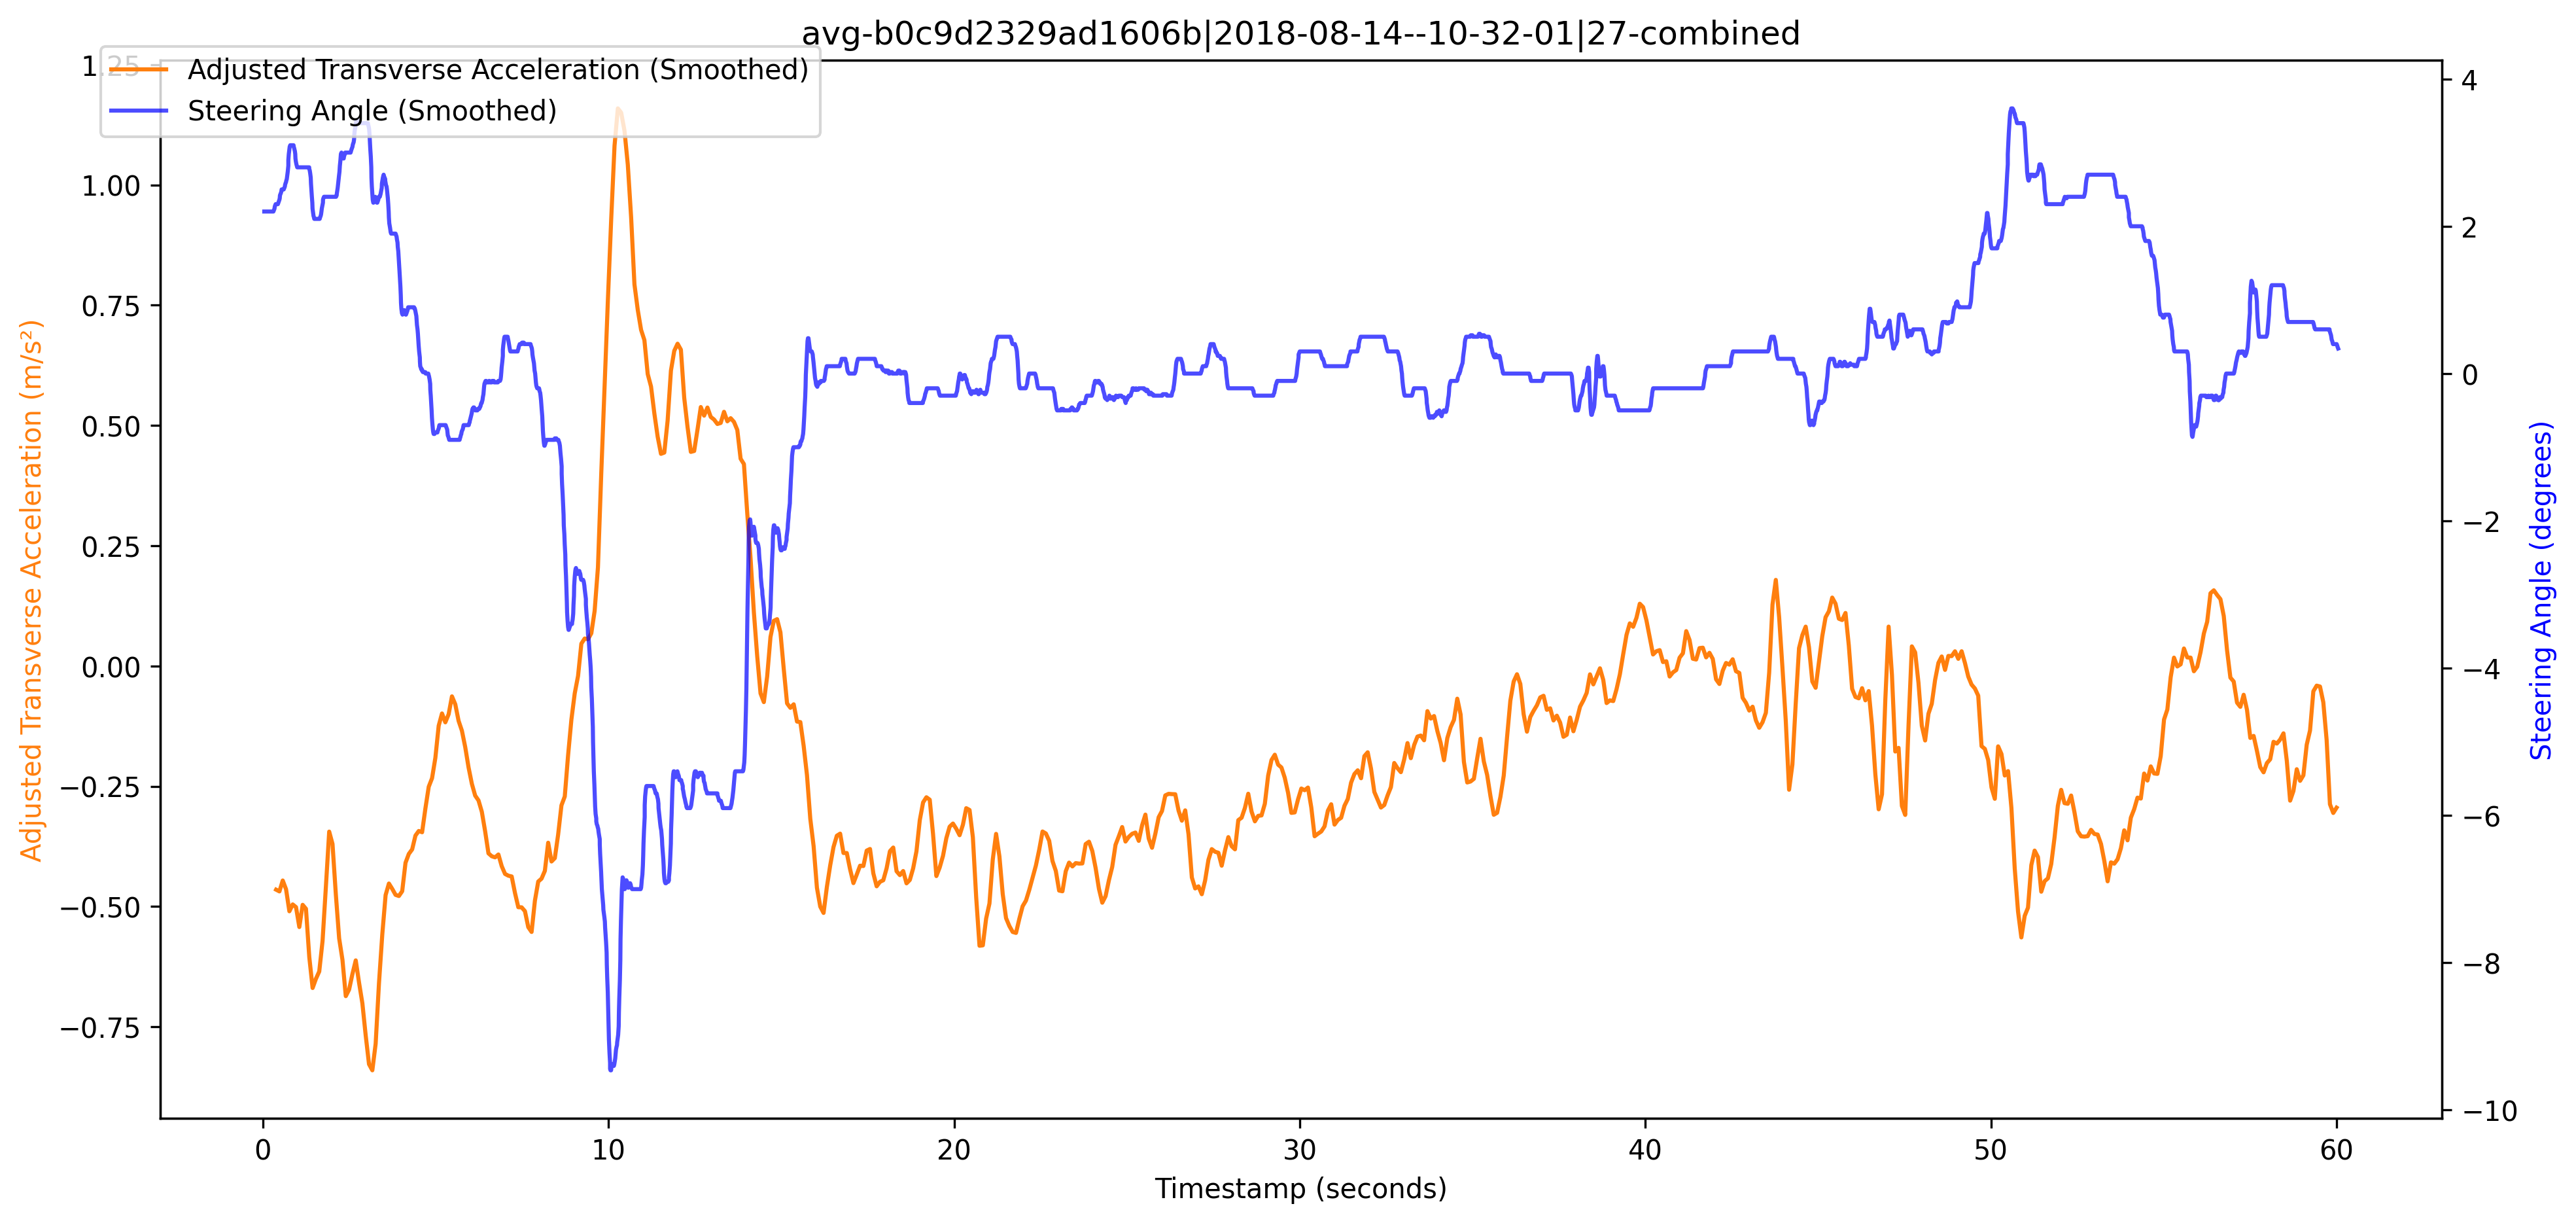 avg-b0c9d2329ad1606b|2018-08-14--10-32-01|27-combined
Adjusted Transverse Acceleration (Smoothed)
Steering Angle (Smoothed)
Adjusted Transverse Acceleration (m/s²)
1.25
1.00
0.75
0.50
0.25
0.00
−0.25
−0.50
−0.75
4
2
0
−2
−4
−6
−8
−10
Steering Angle (degrees)
0 10 20 30 40 50 60
Timestamp (seconds)